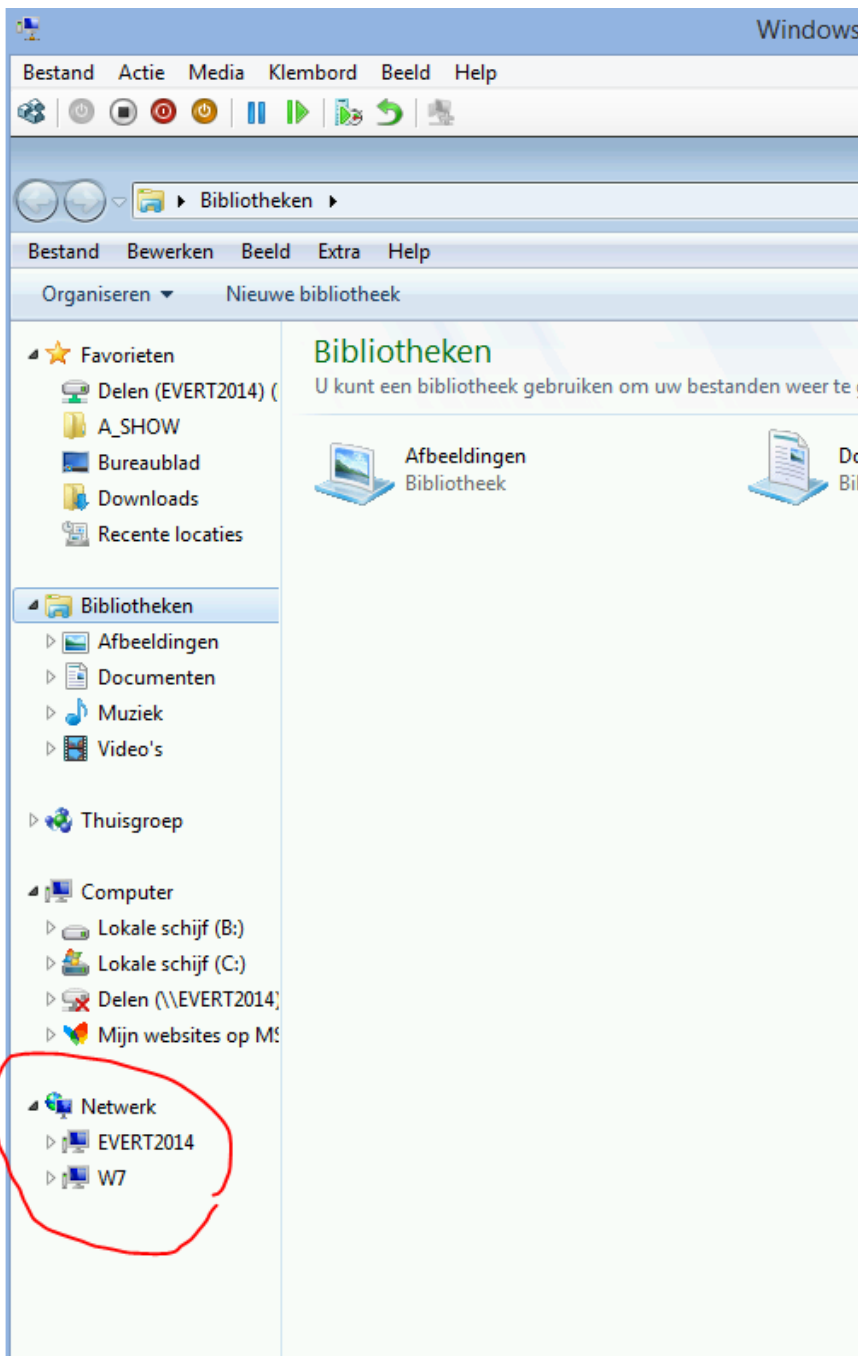 Windows
Bestand Actie Media Klembord Beeld Help
Bibliotheken
Bestand Bewerken Beeld Extra Help
Organiseren Nieuwe bibliotheek
Favorieten
Delen (EVERT2014) (
A_SHOW
Bureaublad
Downloads
Recente locaties
Bibliotheken
Afbeeldingen
Documenten
Muziek
Video's
Thuisgroep
Computer
Lokale schijf (B:)
Lokale schijf (C:)
Delen (\\EVERT2014)
Mijn websites op
Netwerk
EVERT2014
W7
Bibliotheken
U kunt een bibliotheek gebruiken om uw bestanden weer te
Afbeeldingen
Bibliotheek